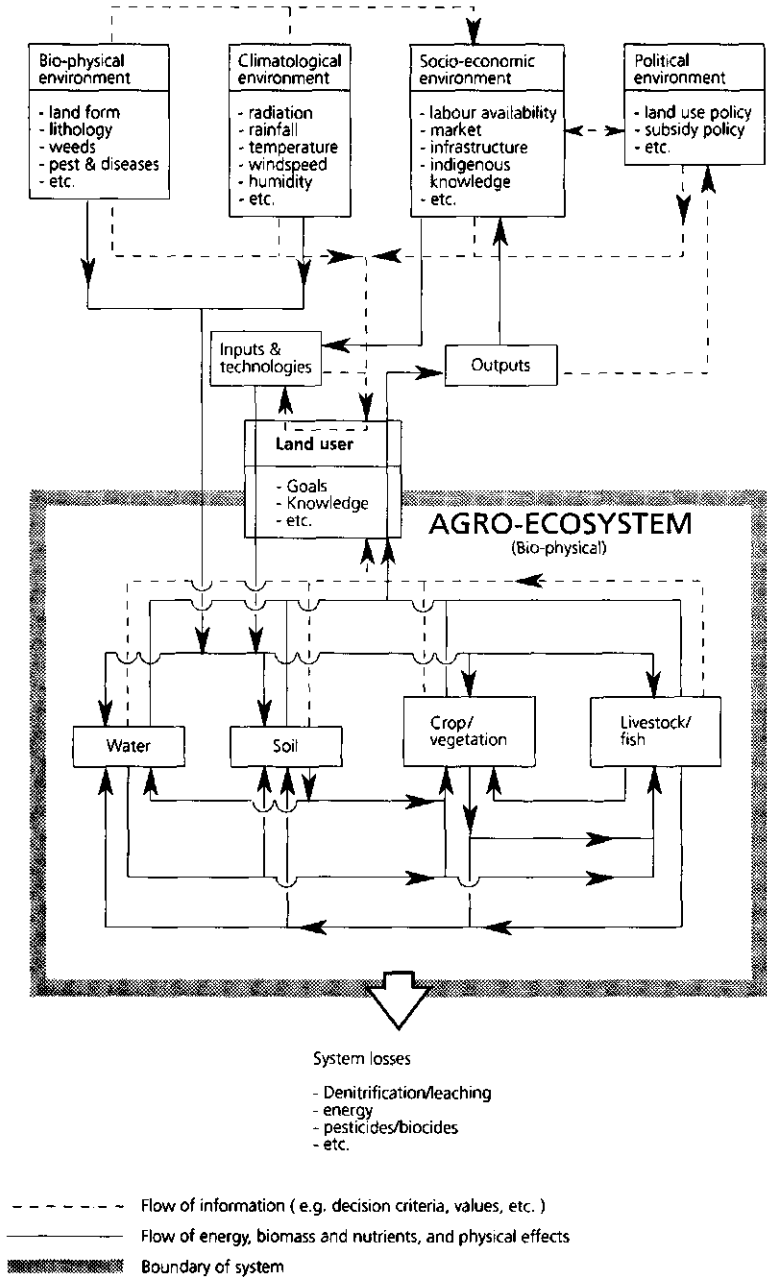 Bio-physical
environment
- land form
- lithology
- weeds
- pest & diseases
- etc.
Climatological
environment
- radiation
- rainfall
- temperature
- windspeed
- humidity
- etc.
Socio-economic
environment
- labour availability
- market
- infrastructure
- indigenous
knowledge
- etc.
Political
environment
- land use policy
- subsidy policy
- etc.
Inputs &
technologies
Outputs
Land user
- Goals
- Knowledge
- etc.
AGRO-ECOSYSTEM
(Bio-physical)
Water
Soil
Crop/
vegetation
Livestock/
fish
System losses
- Denitrification/leaching
- energy
- pesticides/biocides
- etc.
Flow of information ( e.g. decision criteria, values, etc. )
Flow of energy, biomass and nutrients, and physical effects
Boundary of system